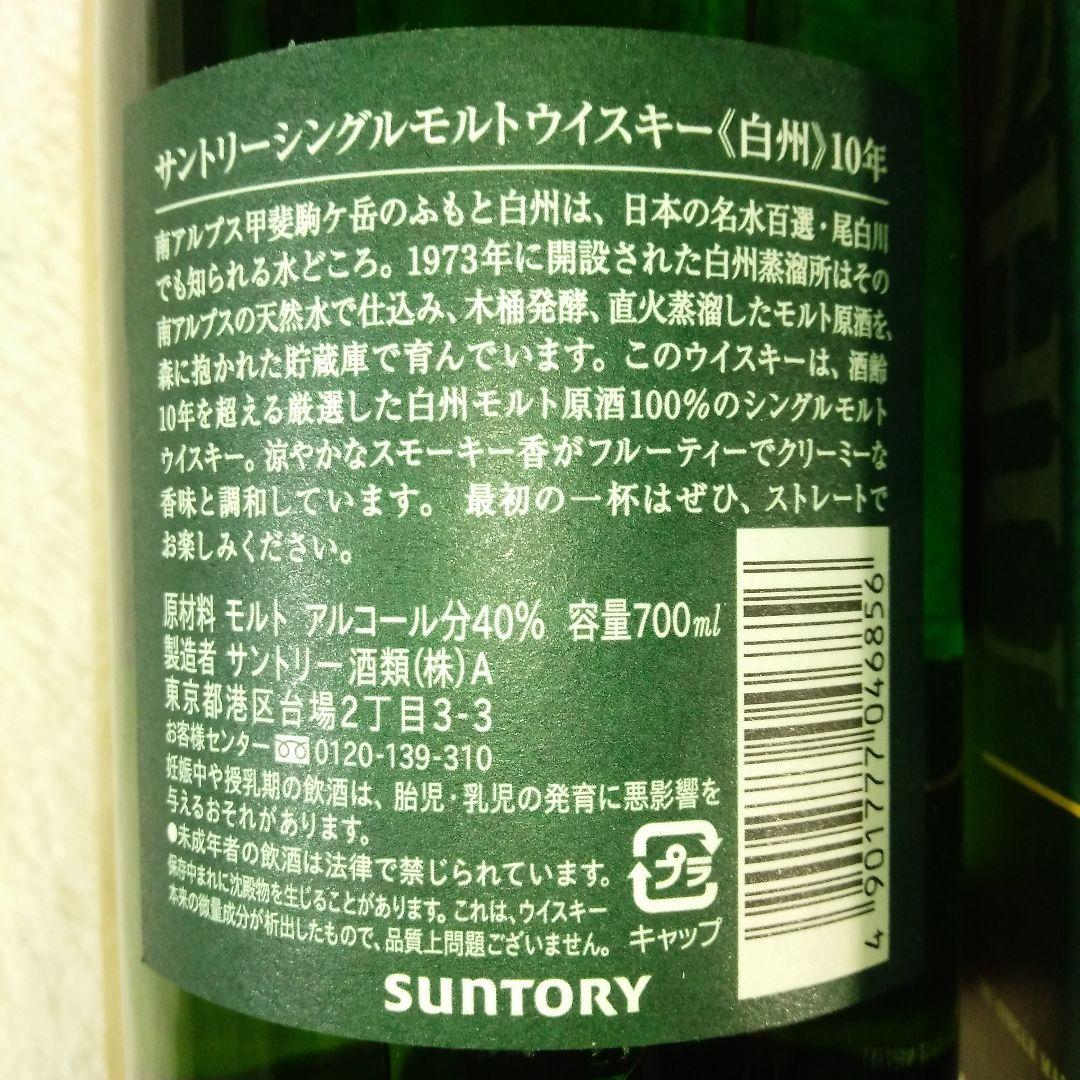 サントリーシングルモルトウイスキー《白州》10年
南アルプス甲斐駒ケ岳のふもと白州は、日本の名水百選・尾白川
でも知られる水どころ。1973年に開設された白州蒸溜所はその
南アルプスの天然水で仕込み、木桶発酵、直火蒸溜したモルト原酒を、
森に抱かれた貯蔵庫で育んでいます。このウイスキーは、酒齢
10年を超える厳選した白州モルト原酒100%のシングルモルト
ウイスキー。涼やかなスモーキー香がフルーティーでクリーミーな
香味と調和しています。 最初の一杯はぜひ、ストレートで
お楽しみください。
原材料 モルト アルコール分40% 容量700ml
製造者 サントリー酒類(株)A
東京都港区台場2丁目3-3
お客様センター 0120-139-310
妊娠中や授乳期の飲酒は、胎児・乳児の発育に悪影響を
与えるおそれがあります。
●未成年者の飲酒は法律で禁じられています。
保存中まれに沈殿物を生じることがあります。これは、ウイスキー
本来の微量成分が析出したもので、品質上問題ございません。
プラ
キャップ
4 901777 046856
SUNTORY